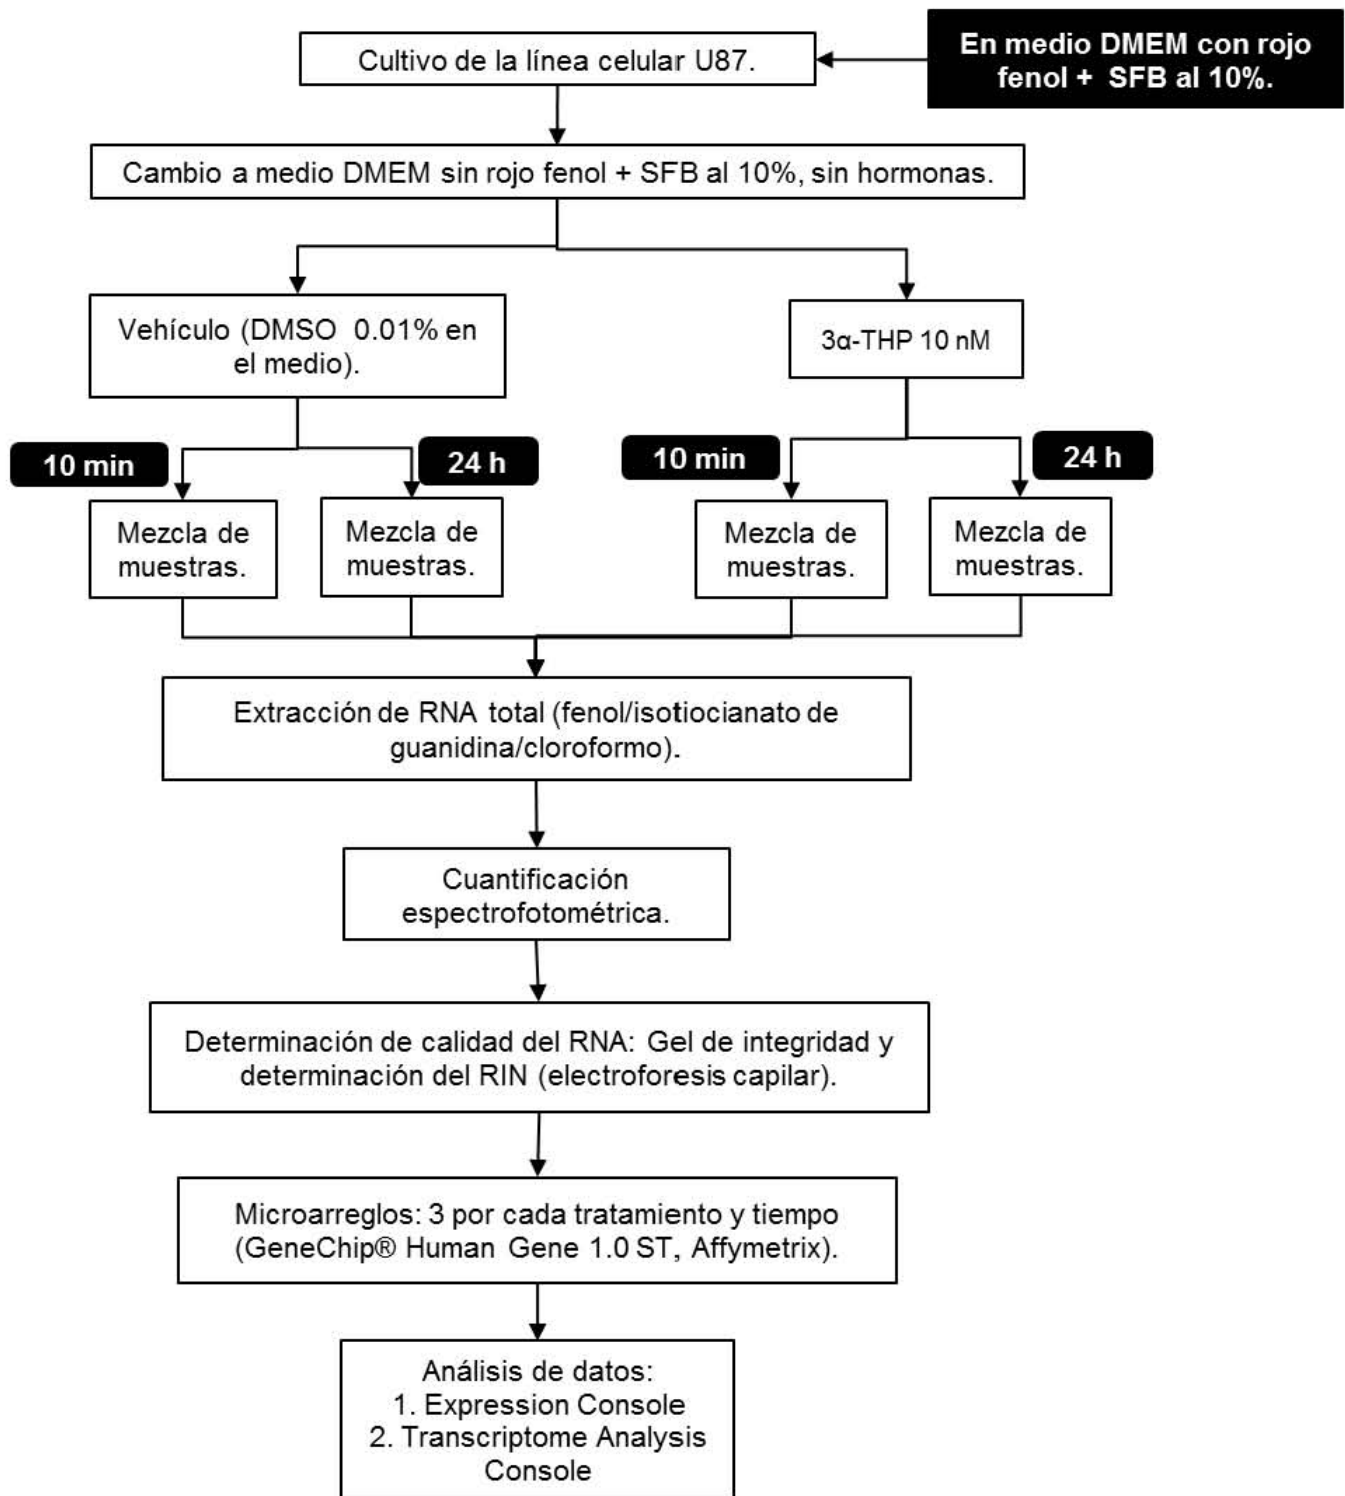 Cultivo de la línea celular U87.
En medio DMEM con rojo
fenol + SFB al 10%.
Cambio a medio DMEM sin rojo fenol + SFB al 10%, sin hormonas.
Vehículo (DMSO 0.01% en
el medio).
3α-THP 10 nM
10 min
24 h
10 min
24 h
Mezcla de
muestras.
Mezcla de
muestras.
Mezcla de
muestras.
Mezcla de
muestras.
Extracción de RNA total (fenol/isotiocianato de
guanidina/cloroformo).
Cuantificación
espectrofotométrica.
Determinación de calidad del RNA: Gel de integridad y
determinación del RIN (electroforesis capilar).
Microarreglos: 3 por cada tratamiento y tiempo
(GeneChip® Human Gene 1.0 ST, Affymetrix).
Análisis de datos:
1. Expression Console
2. Transcriptome Analysis
Console